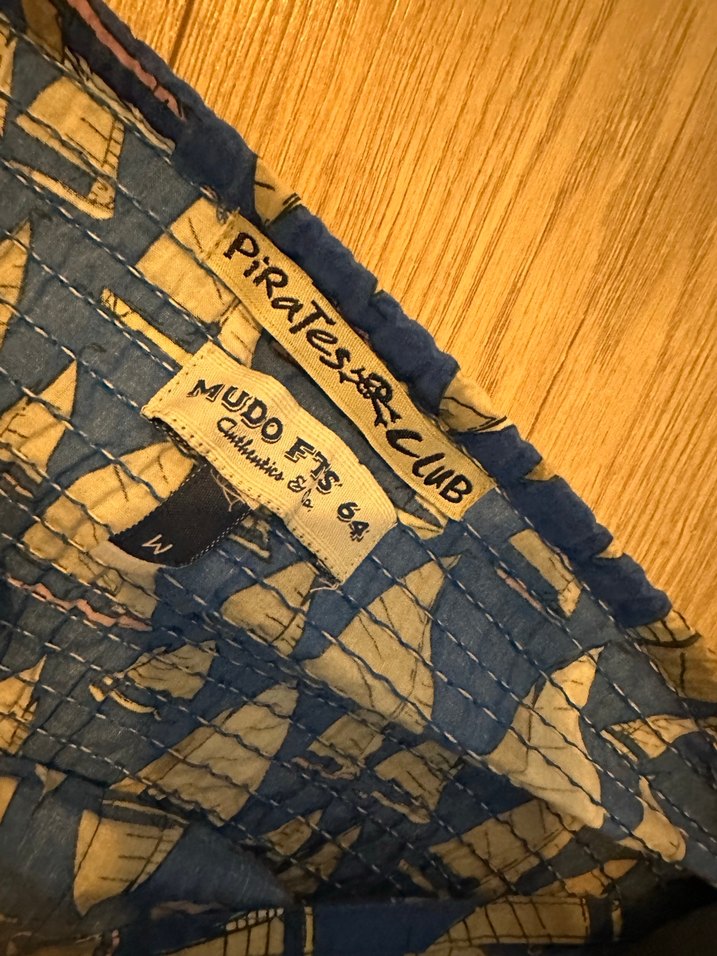 PiRaTes CLUB
MUDO FTS 64
Authentics & Co
M